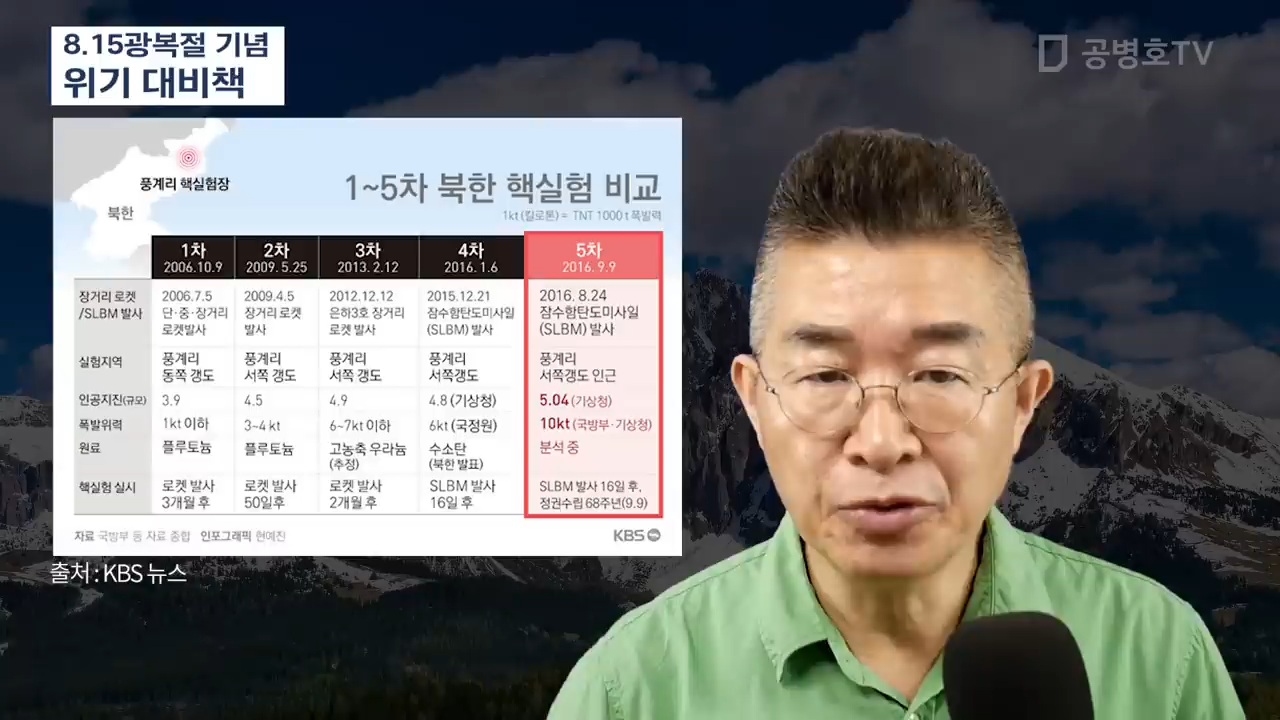 8.15광복절 기념
위기 대비책
공병호TV
풍계리 핵실험장
북한
1~5차 북한 핵실험 비교
1kt (킬로톤) = TNT 1000 t 폭발력
1차 2차 3차 4차 5차
2006.10.9 2009.5.25 2013.2.12 2016.1.6 2016.9.9
장거리 로켓 2006.7.5 2009.4.5 2012.12.12 2015.12.21 2016. 8.24
/SLBM 발사 단·중·장거리 장거리 로켓 은하3호 장거리 잠수함탄도미사일 잠수함탄도미사일
로켓발사 발사 로켓 발사 (SLBM) 발사 (SLBM) 발사
실험지역 풍계리 풍계리 풍계리 풍계리 풍계리
동쪽 갱도 서쪽 갱도 서쪽 갱도 서쪽갱도 서쪽갱도 인근
인공지진(규모) 3.9 4.5 4.9 4.8 (기상청) 5.04 (기상청)
폭발위력 1kt 이하 3~4 kt 6~7kt 이하 6kt (국정원) 10kt (국방부·기상청)
원료 플루토늄 플루토늄 고농축 우라늄 수소탄 분석 중
(추정) (북한 발표)
핵실험 실시 로켓 발사 로켓 발사 로켓 발사 SLBM 발사 SLBM 발사 16일 후,
3개월 후 50일후 2개월 후 16일 후 정권수립 68주년(9.9)
자료 국방부 등 자료 종합 인포그래픽 현예진
KBS
출처 : KBS 뉴스